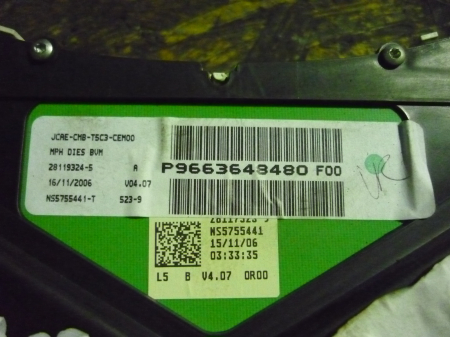 JCAE-CMB-T5C3-CEM00
MPH DIES BVM
28119324-5 A
16/11/2006 V04.07
NS5755441-T 523-9
P9663648480 F00
NS5755441
15/11/06
03:33:35
L5 B V4.07 0R00